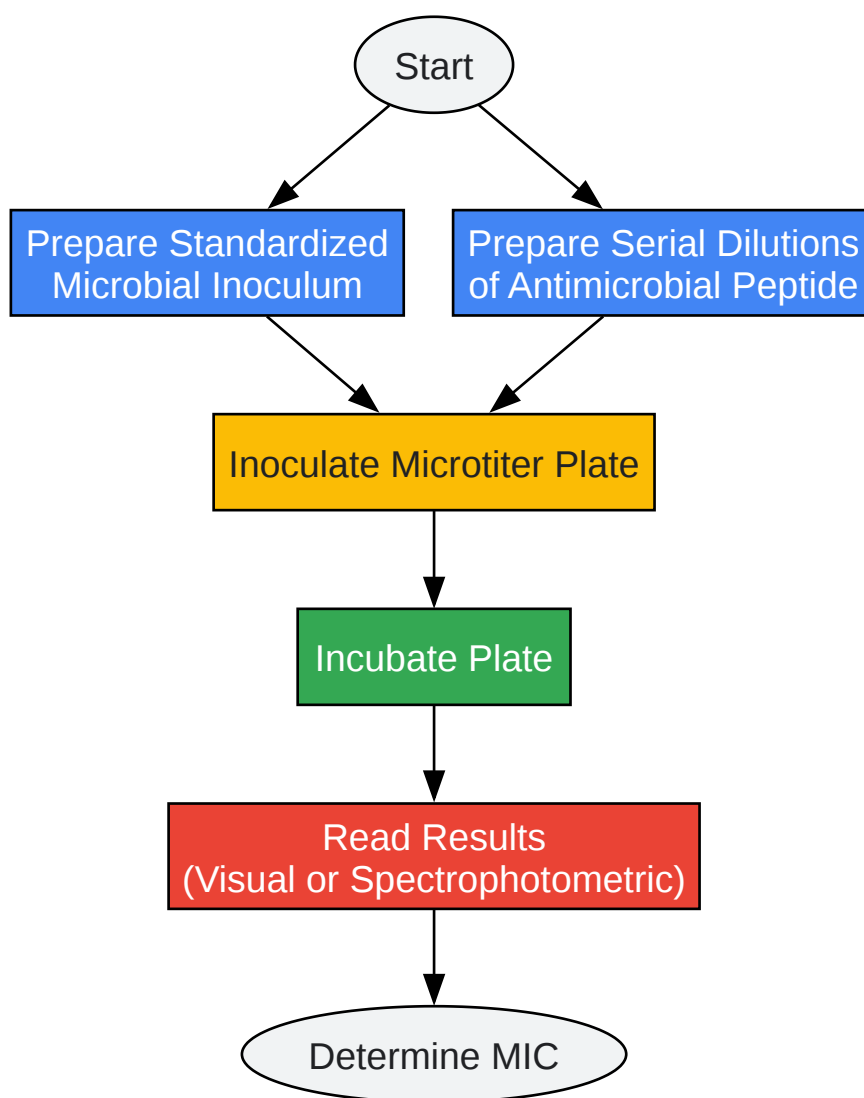 Start
Prepare Standardized
Microbial Inoculum
Prepare Serial Dilutions
of Antimicrobial Peptide
Inoculate Microtiter Plate
Incubate Plate
Read Results
(Visual or Spectrophotometric)
Determine MIC